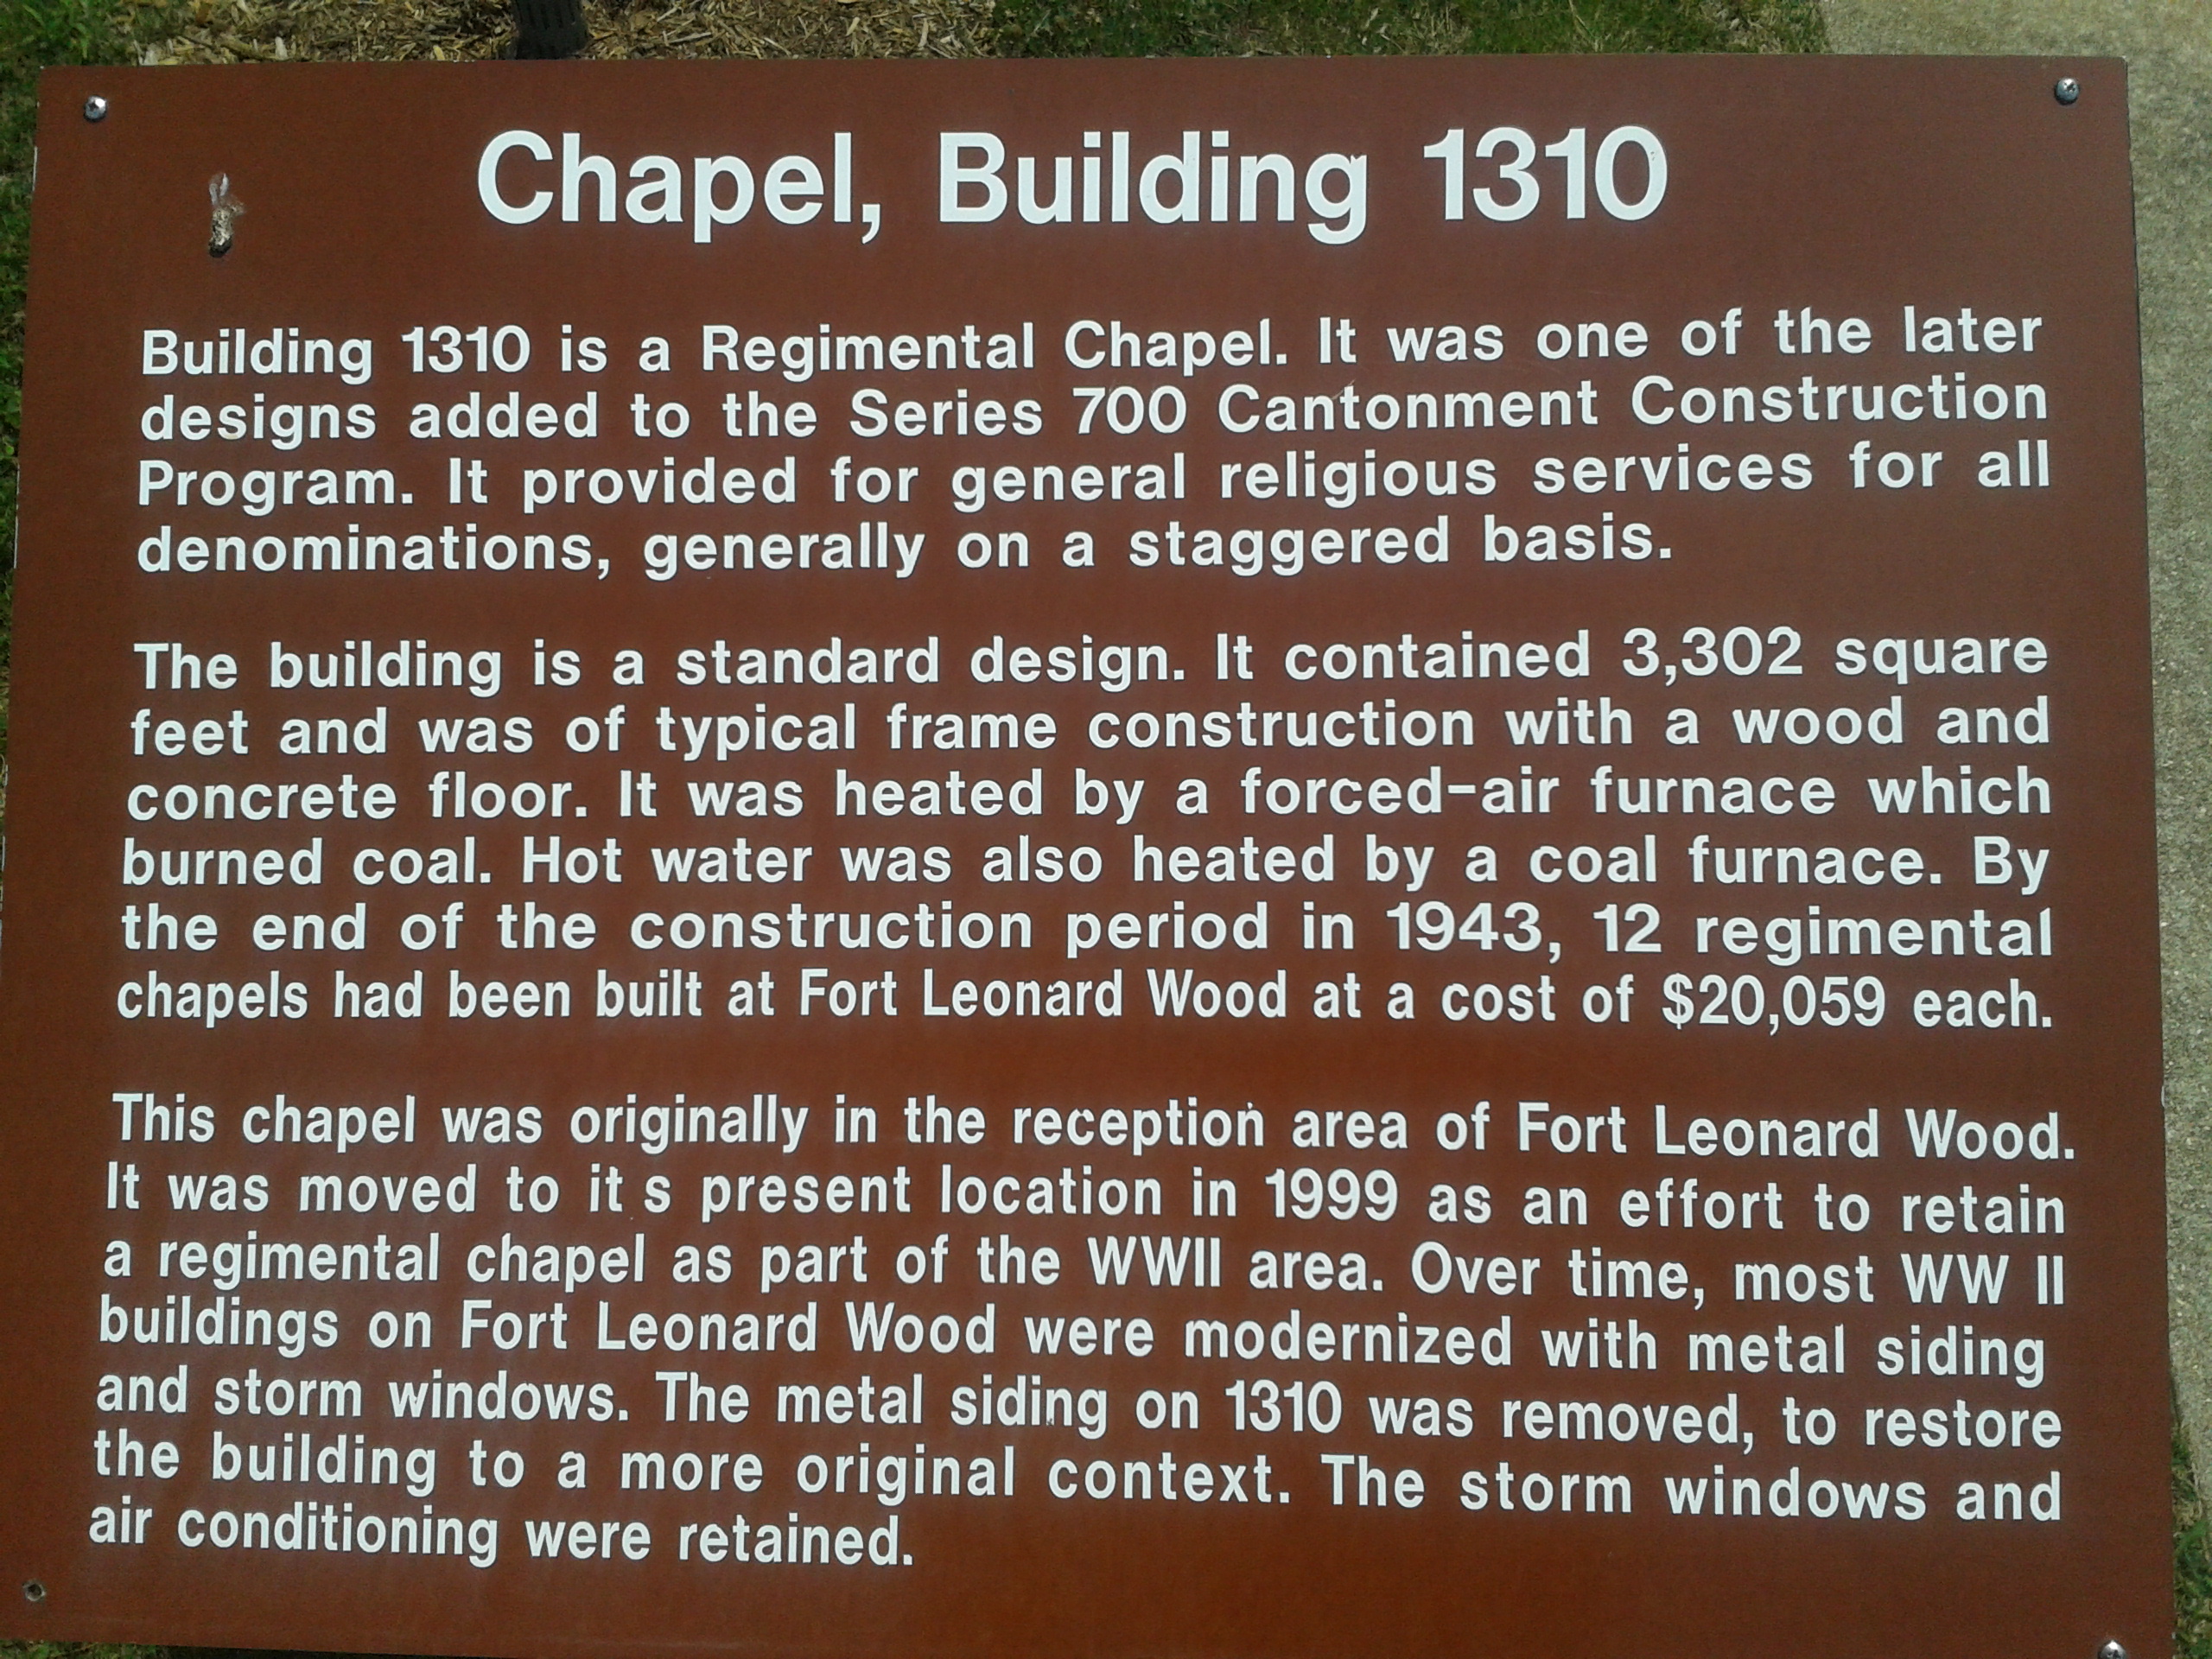 Chapel, Building 1310
Building 1310 is a Regimental Chapel. It was one of the later
designs added to the Series 700 Cantonment Construction
Program. It provided for general religious services for all
denominations, generally on a staggered basis.
The building is a standard design. It contained 3,302 square
feet and was of typical frame construction with a wood and
concrete floor. It was heated by a forced-air furnace which
burned coal. Hot water was also heated by a coal furnace. By
the end of the construction period in 1943, 12 regimental
chapels had been built at Fort Leonard Wood at a cost of $20,059 each.
This chapel was originally in the reception area of Fort Leonard Wood.
It was moved to it s present location in 1999 as an effort to retain
a regimental chapel as part of the WWII area. Over time, most WW II
buildings on Fort Leonard Wood were modernized with metal siding
and storm windows. The metal siding on 1310 was removed, to restore
the building to a more original context. The storm windows and
air conditioning were retained.